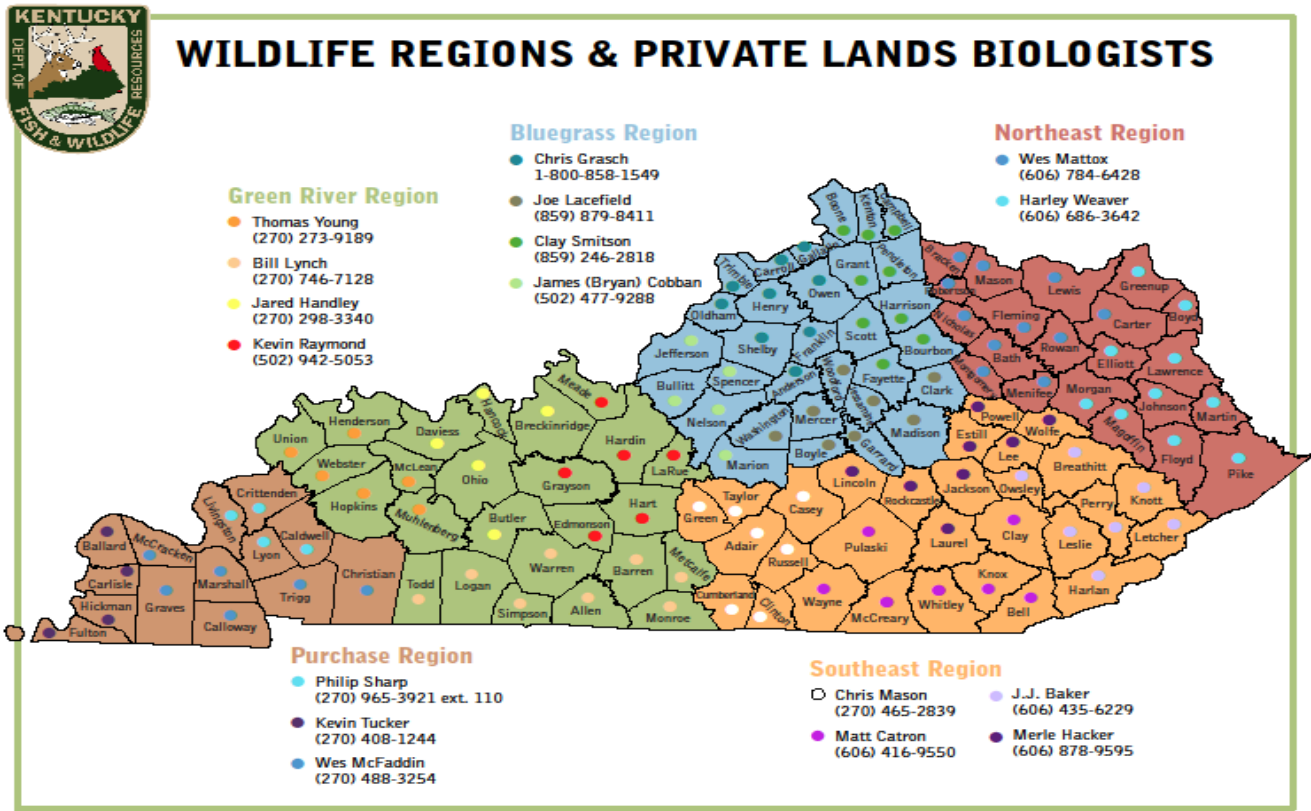 KENTUCKY
DEPT. OF
RESOURCES
FISH & WILDLIFE
WILDLIFE REGIONS & PRIVATE LANDS BIOLOGISTS
Bluegrass Region
Chris Grasch
1-800-858-1549
Joe Lacefield
(859) 879-8411
Clay Smitson
(859) 246-2818
James (Bryan) Cobban
(502) 477-9288
Northeast Region
Wes Mattox
(606) 784-6428
Harley Weaver
(606) 686-3642
Green River Region
Thomas Young
(270) 273-9189
Bill Lynch
(270) 746-7128
Jared Handley
(270) 298-3340
Kevin Raymond
(502) 942-5053
Boone
Kenton
Campbell
Trimble
Carroll
Gallatin
Grant
Pendleton
Oldham
Henry
Owen
Harrison
Jefferson
Shelby
Franklin
Scott
Bourbon
Bullitt
Spencer
Anderson
Woodford
Fayette
Clark
Nelson
Washington
Mercer
Madison
Marion
Boyle
Garrard
Bracken
Mason
Robertson
Lewis
Greenup
Nicholas
Fleming
Carter
Boyd
Bath
Rowan
Elliott
Lawrence
Montgomery
Menifee
Morgan
Johnson
Martin
Magoffin
Floyd
Pike
Meade
Hancock
Breckinridge
Henderson
Daviess
Union
Hardin
Webster
McLean
Ohio
LaRue
Grayson
Hopkins
Muhlenberg
Butler
Hart
Edmonson
Metcalfe
Warren
Barren
Todd
Logan
Simpson
Allen
Monroe
Crittenden
Livingston
Caldwell
Lyon
Ballard
McCracken
Carlisle
Marshall
Christian
Hickman
Graves
Trigg
Calloway
Fulton
Powell
Wolfe
Estill
Lee
Breathitt
Lincoln
Rockcastle
Jackson
Owsley
Perry
Knott
Green
Taylor
Casey
Adair
Pulaski
Laurel
Clay
Leslie
Letcher
Russell
Knox
Harlan
Cumberland
Clinton
Wayne
McCreary
Whitley
Bell
Purchase Region
Philip Sharp
(270) 965-3921 ext. 110
Kevin Tucker
(270) 408-1244
Wes McFaddin
(270) 488-3254
Southeast Region
Chris Mason
(270) 465-2839
Matt Catron
(606) 416-9550
J.J. Baker
(606) 435-6229
Merle Hacker
(606) 878-9595